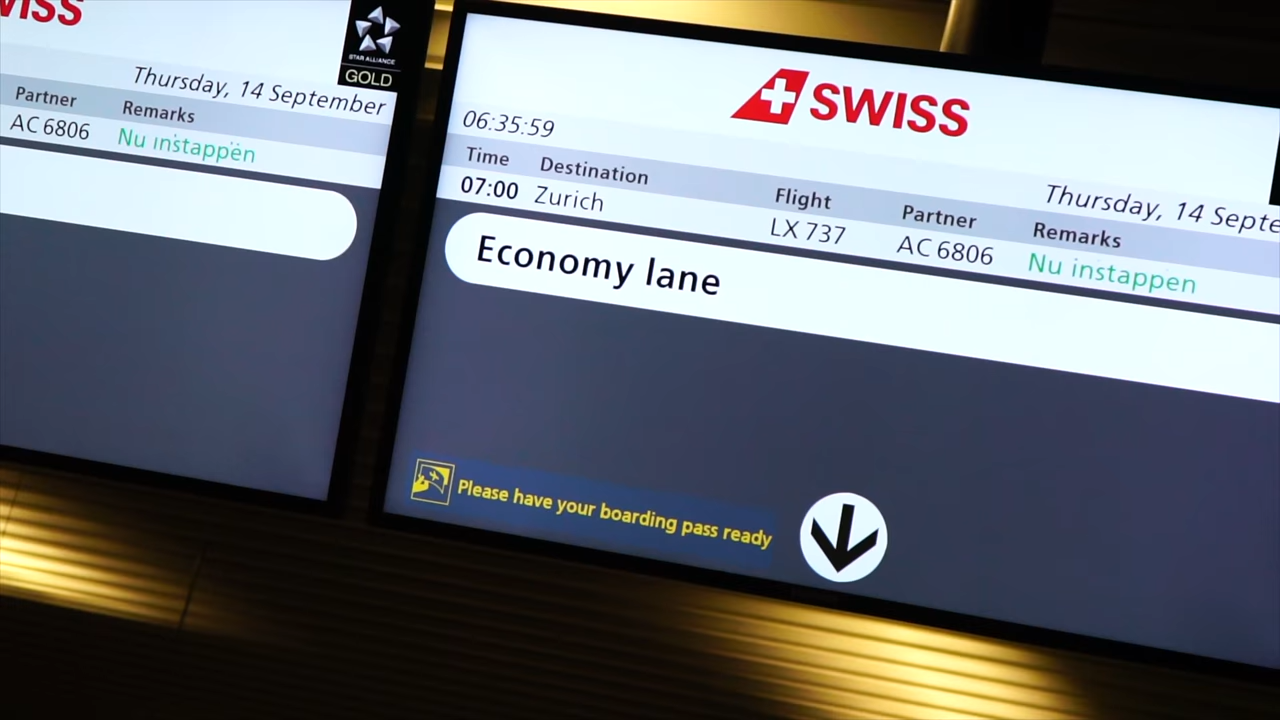 WISS
STAR ALLIANCE
GOLD
Thursday, 14 September
Partner Remarks
AC 6806 Nu instappen
SWISS
06:35:59
Thursday, 14 Septe
Time Destination Flight Partner Remarks
07:00 Zurich LX 737 AC 6806 Nu instappen
Economy lane
Please have your boarding pass ready